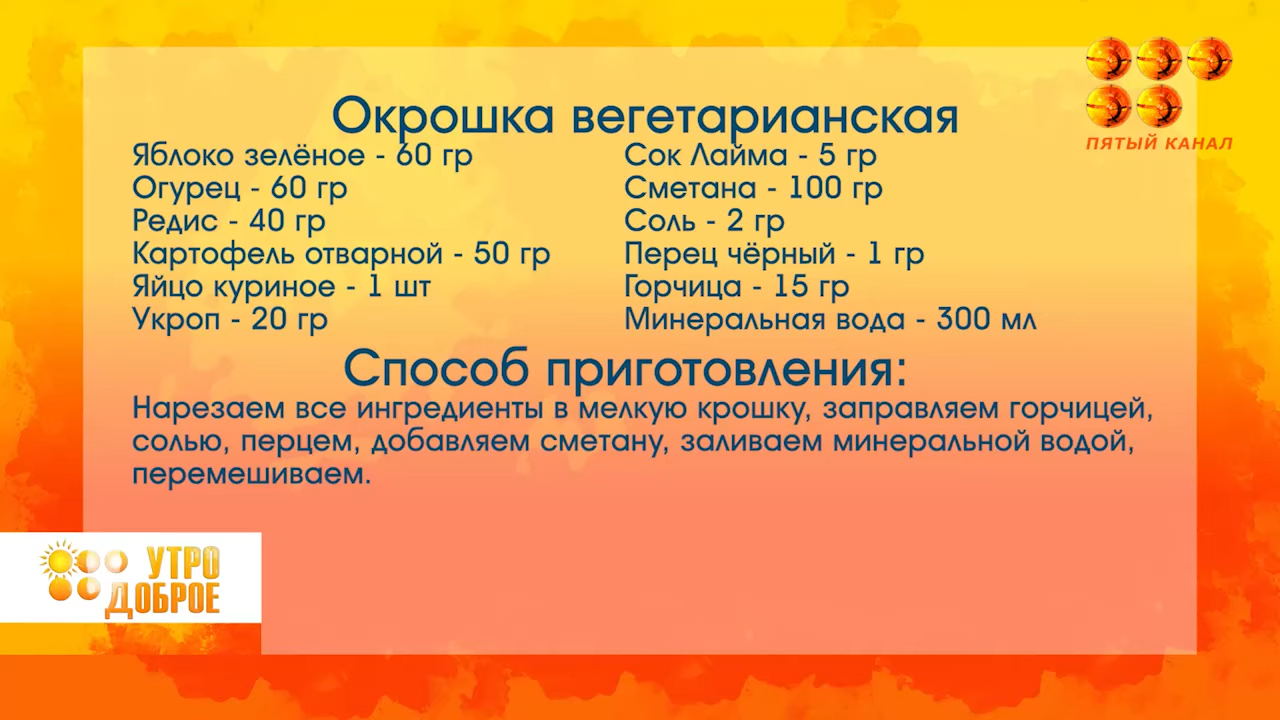 Окрошка вегетарианская
Яблоко зелёное - 60 гр
Огурец - 60 гр
Редис - 40 гр
Картофель отварной - 50 гр
Яйцо куриное - 1 шт
Укроп - 20 гр
Сок Лайма - 5 гр
Сметана - 100 гр
Соль - 2 гр
Перец чёрный - 1 гр
Горчица - 15 гр
Минеральная вода - 300 мл
Способ приготовления:
Нарезаем все ингредиенты в мелкую крошку, заправляем горчицей,
солью, перцем, добавляем сметану, заливаем минеральной водой,
перемешиваем.
ПЯТЫЙ КАНАЛ
УТРО
ДОБРОЕ